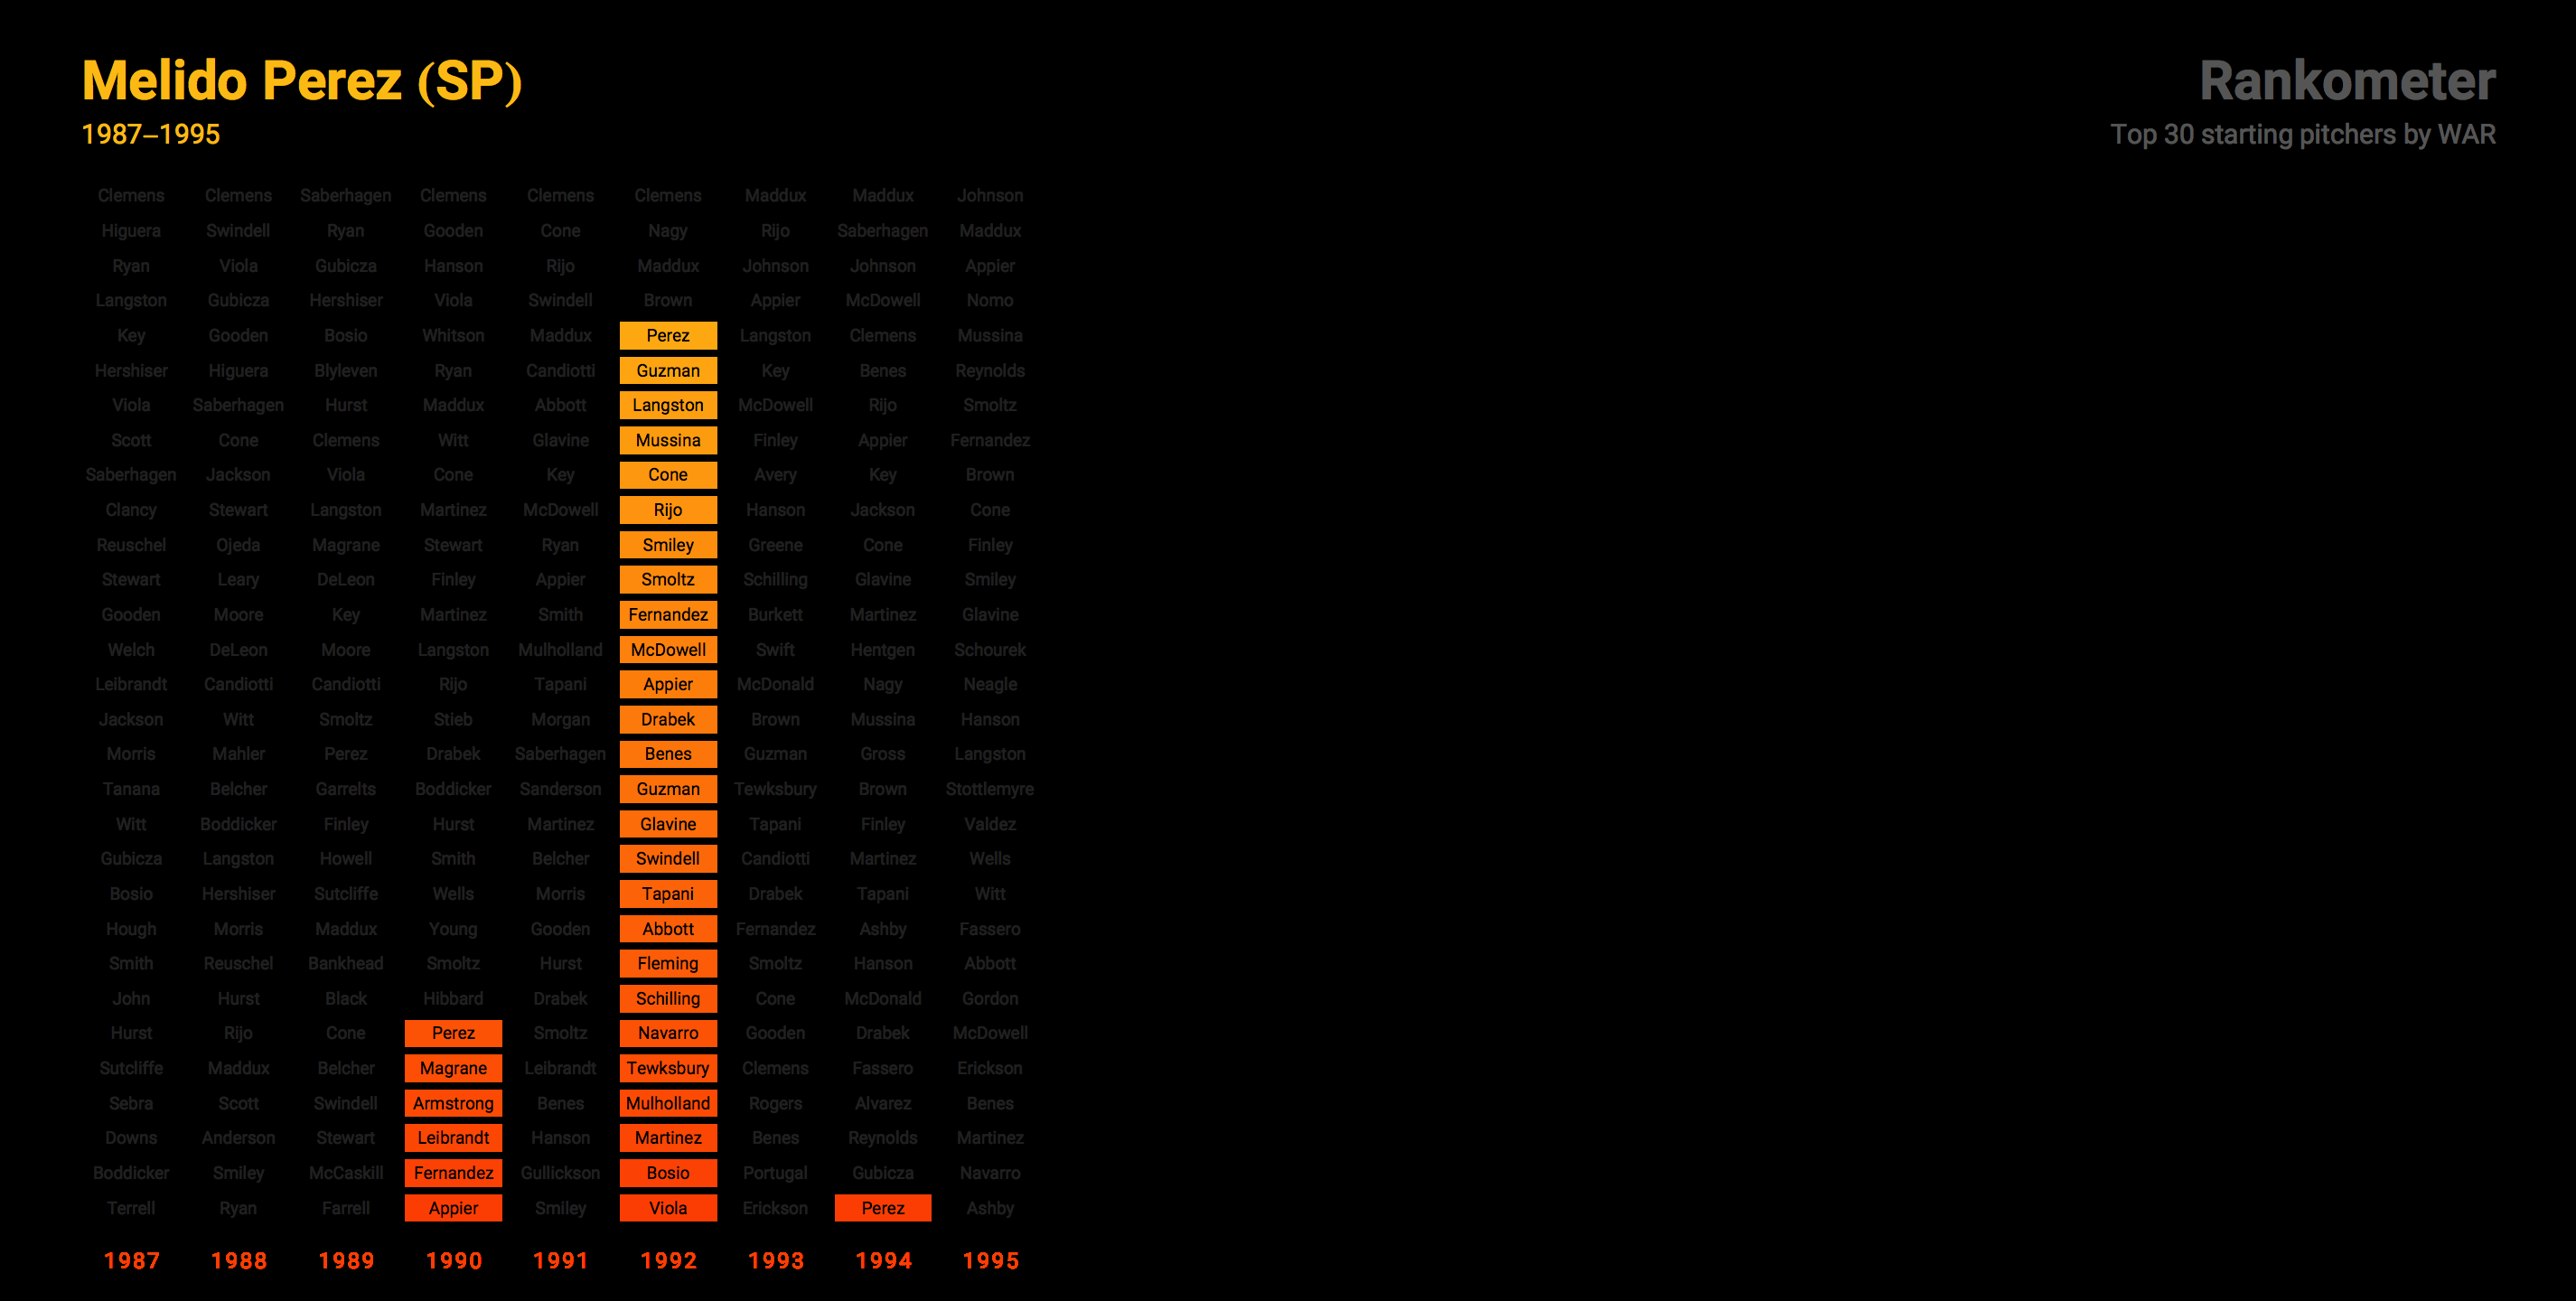 Melido Perez (SP)
1987–1995
Rankometer
Top 30 starting pitchers by WAR
Clemens Clemens Saberhagen Clemens Clemens Clemens Maddux Maddux Johnson
Higuera Swindell Ryan Gooden Cone Nagy Rijo Saberhagen Maddux
Ryan Viola Gubicza Hanson Rijo Maddux Johnson Johnson Appier
Langston Gubicza Hershiser Viola Swindell Brown Appier McDowell Nomo
Key Gooden Bosio Whitson Maddux Perez Langston Clemens Mussina
Hershiser Higuera Blyleven Ryan Candiotti Guzman Key Benes Reynolds
Viola Saberhagen Hurst Maddux Abbott Langston McDowell Rijo Smoltz
Scott Cone Clemens Witt Glavine Mussina Finley Appier Fernandez
Saberhagen Jackson Viola Cone Key Cone Avery Key Brown
Clancy Stewart Langston Martinez McDowell Rijo Hanson Jackson Cone
Reuschel Ojeda Magrane Stewart Ryan Smiley Greene Cone Finley
Stewart Leary DeLeon Finley Appier Smoltz Schilling Glavine Smiley
Gooden Moore Key Martinez Smith Fernandez Burkett Martinez Glavine
Welch DeLeon Moore Langston Mulholland McDowell Swift Hentgen Schourek
Leibrandt Candiotti Candiotti Rijo Tapani Appier McDonald Nagy Neagle
Jackson Witt Smoltz Stieb Morgan Drabek Brown Mussina Hanson
Morris Mahler Perez Drabek Saberhagen Benes Guzman Gross Langston
Tanana Belcher Garrelts Boddicker Sanderson Guzman Tewksbury Brown Stottlemyre
Witt Boddicker Finley Hurst Martinez Glavine Tapani Finley Valdez
Gubicza Langston Howell Smith Belcher Swindell Candiotti Martinez Wells
Bosio Hershiser Sutcliffe Wells Morris Tapani Drabek Tapani Witt
Hough Morris Maddux Young Gooden Abbott Fernandez Ashby Fassero
Smith Reuschel Bankhead Smoltz Hurst Fleming Smoltz Hanson Abbott
John Hurst Black Hibbard Drabek Schilling Cone McDonald Gordon
Hurst Rijo Cone Perez Smoltz Navarro Gooden Drabek McDowell
Sutcliffe Maddux Belcher Magrane Leibrandt Tewksbury Clemens Fassero Erickson
Sebra Scott Swindell Armstrong Benes Mulholland Rogers Alvarez Benes
Downs Anderson Stewart Leibrandt Hanson Martinez Benes Reynolds Martinez
Boddicker Smiley McCaskill Fernandez Gullickson Bosio Portugal Gubicza Navarro
Terrell Ryan Farrell Appier Smiley Viola Erickson Perez Ashby
1987 1988 1989 1990 1991 1992 1993 1994 1995